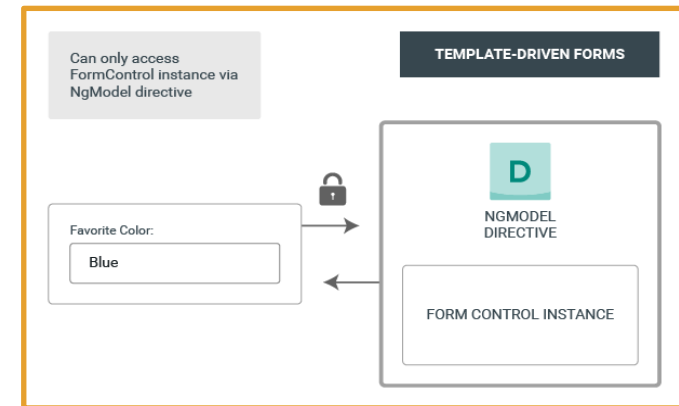 Can only access
FormControl instance via
NgModel directive
TEMPLATE-DRIVEN FORMS
D
NGMODEL
DIRECTIVE
Favorite Color:
Blue
FORM CONTROL INSTANCE